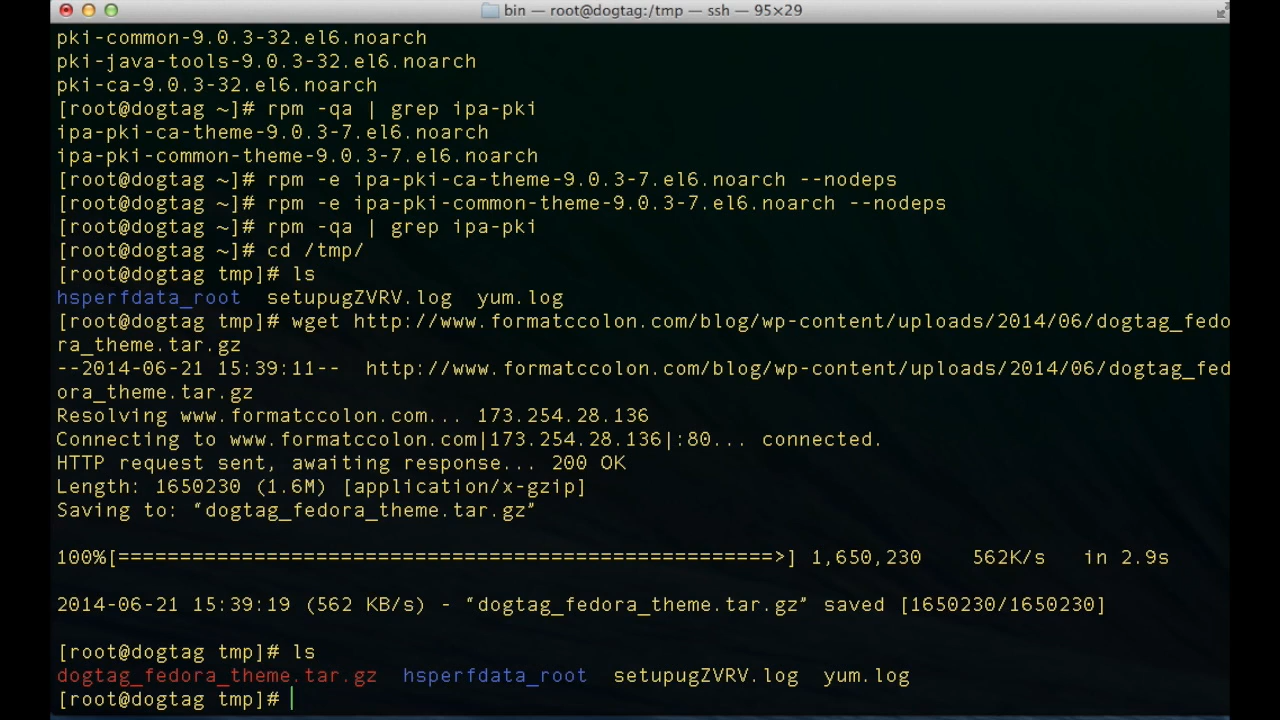 bin — root@dogtag:/tmp — ssh — 95×29
pki-common-9.0.3-32.el6.noarch
pki-java-tools-9.0.3-32.el6.noarch
pki-ca-9.0.3-32.el6.noarch
[root@dogtag ~]# rpm -qa | grep ipa-pki
ipa-pki-ca-theme-9.0.3-7.el6.noarch
ipa-pki-common-theme-9.0.3-7.el6.noarch
[root@dogtag ~]# rpm -e ipa-pki-ca-theme-9.0.3-7.el6.noarch --nodeps
[root@dogtag ~]# rpm -e ipa-pki-common-theme-9.0.3-7.el6.noarch --nodeps
[root@dogtag ~]# rpm -qa | grep ipa-pki
[root@dogtag ~]# cd /tmp/
[root@dogtag tmp]# ls
hsperfdata_root  setupugZVRV.log  yum.log
[root@dogtag tmp]# wget http://www.formatccolon.com/blog/wp-content/uploads/2014/06/dogtag_fedo
ra_theme.tar.gz
--2014-06-21 15:39:11--  http://www.formatccolon.com/blog/wp-content/uploads/2014/06/dogtag_fed
ora_theme.tar.gz
Resolving www.formatccolon.com... 173.254.28.136
Connecting to www.formatccolon.com|173.254.28.136|:80... connected.
HTTP request sent, awaiting response... 200 OK
Length: 1650230 (1.6M) [application/x-gzip]
Saving to: “dogtag_fedora_theme.tar.gz”
100%[=====================================================>] 1,650,230    562K/s   in 2.9s
2014-06-21 15:39:19 (562 KB/s) - “dogtag_fedora_theme.tar.gz” saved [1650230/1650230]
[root@dogtag tmp]# ls
dogtag_fedora_theme.tar.gz  hsperfdata_root  setupugZVRV.log  yum.log
[root@dogtag tmp]#